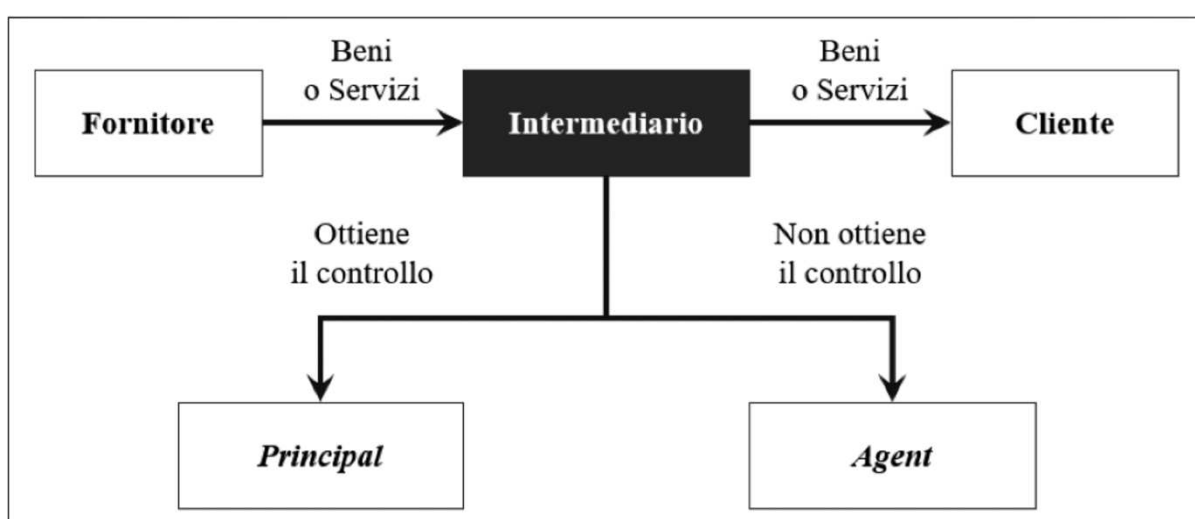 Beni
o Servizi
Beni
o Servizi
Fornitore
Intermediario
Cliente
Ottiene
il controllo
Non ottiene
il controllo
Principal
Agent